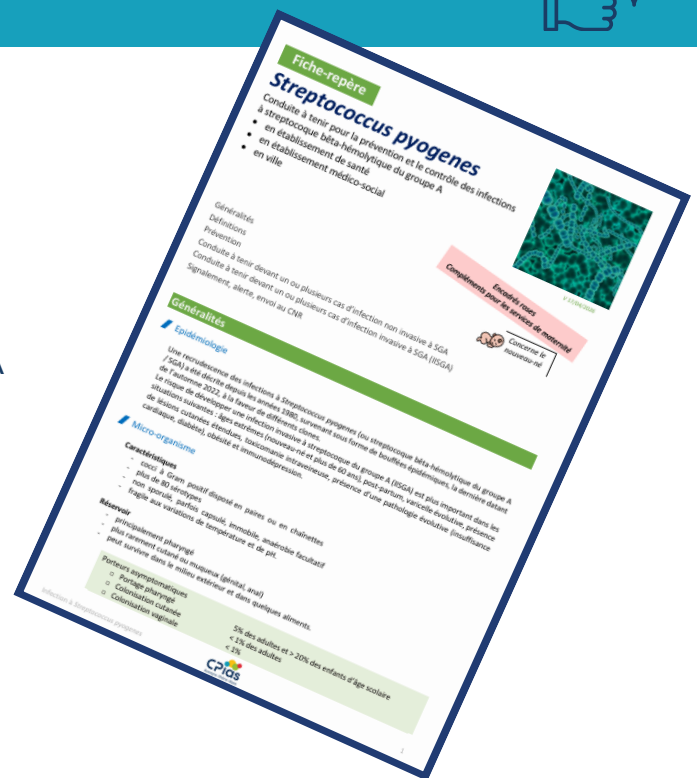 Fiche-repère
Streptococcus pyogenes
Conduite à tenir pour la prévention et le contrôle des infections
à streptocoque bêta-hémolytique du groupe A
• en établissement de santé
• en établissement médico-social
• en ville
Généralités
Définitions
Prévention
Conduite à tenir devant un ou plusieurs cas d'infection non invasive à SGA
Conduite à tenir devant un ou plusieurs cas d'infection invasive à SGA (IISGA)
Signalement, alerte, envoi au CNR
Encodrés roses
Compléments pour les services de maternité
Concerne le
nouveau-né
Généralités
Epidémiologie
Une recrudescence des infections à Streptococcus pyogenes (ou streptocoque bêta-hémolytique du groupe A
/ SGA) a été décrite depuis les années 1980, survenant sous forme de bouffées épidémiques, la dernière datant
de l'automne 2022, à la faveur de différents clones.
Le risque de développer une infection invasive à streptocoque du groupe A (IISGA) est plus important dans les
situations suivantes : âges extrêmes (nouveau-né et plus de 60 ans), post-partum, varicelle évolutive, présence
de lésions cutanées étendues, toxicomanie intraveineuse, présence d'une pathologie évolutive (insuffisance
cardiaque, diabète), obésité et immunodépression.
Micro-organisme
Caractéristiques
- cocci à Gram positif disposé en paires ou en chaînettes
- plus de 80 sérotypes
- non sporulé, parfois capsulé, immobile, anaérobie facultatif
- fragile aux variations de température et de pH.
Réservoir
- principalement pharyngé
- plus rarement cutané ou muqueux (génital, anal)
- peut survivre dans le milieu extérieur et dans quelques aliments.
Porteurs asymptomatiques
o Portage pharyngé 5% des adultes et > 20% des enfants d'âge scolaire
o Colonisation cutanée < 1% des adultes
o Colonisation vaginale < 1%
Infection à Streptococcus pyogenes
CPias
1